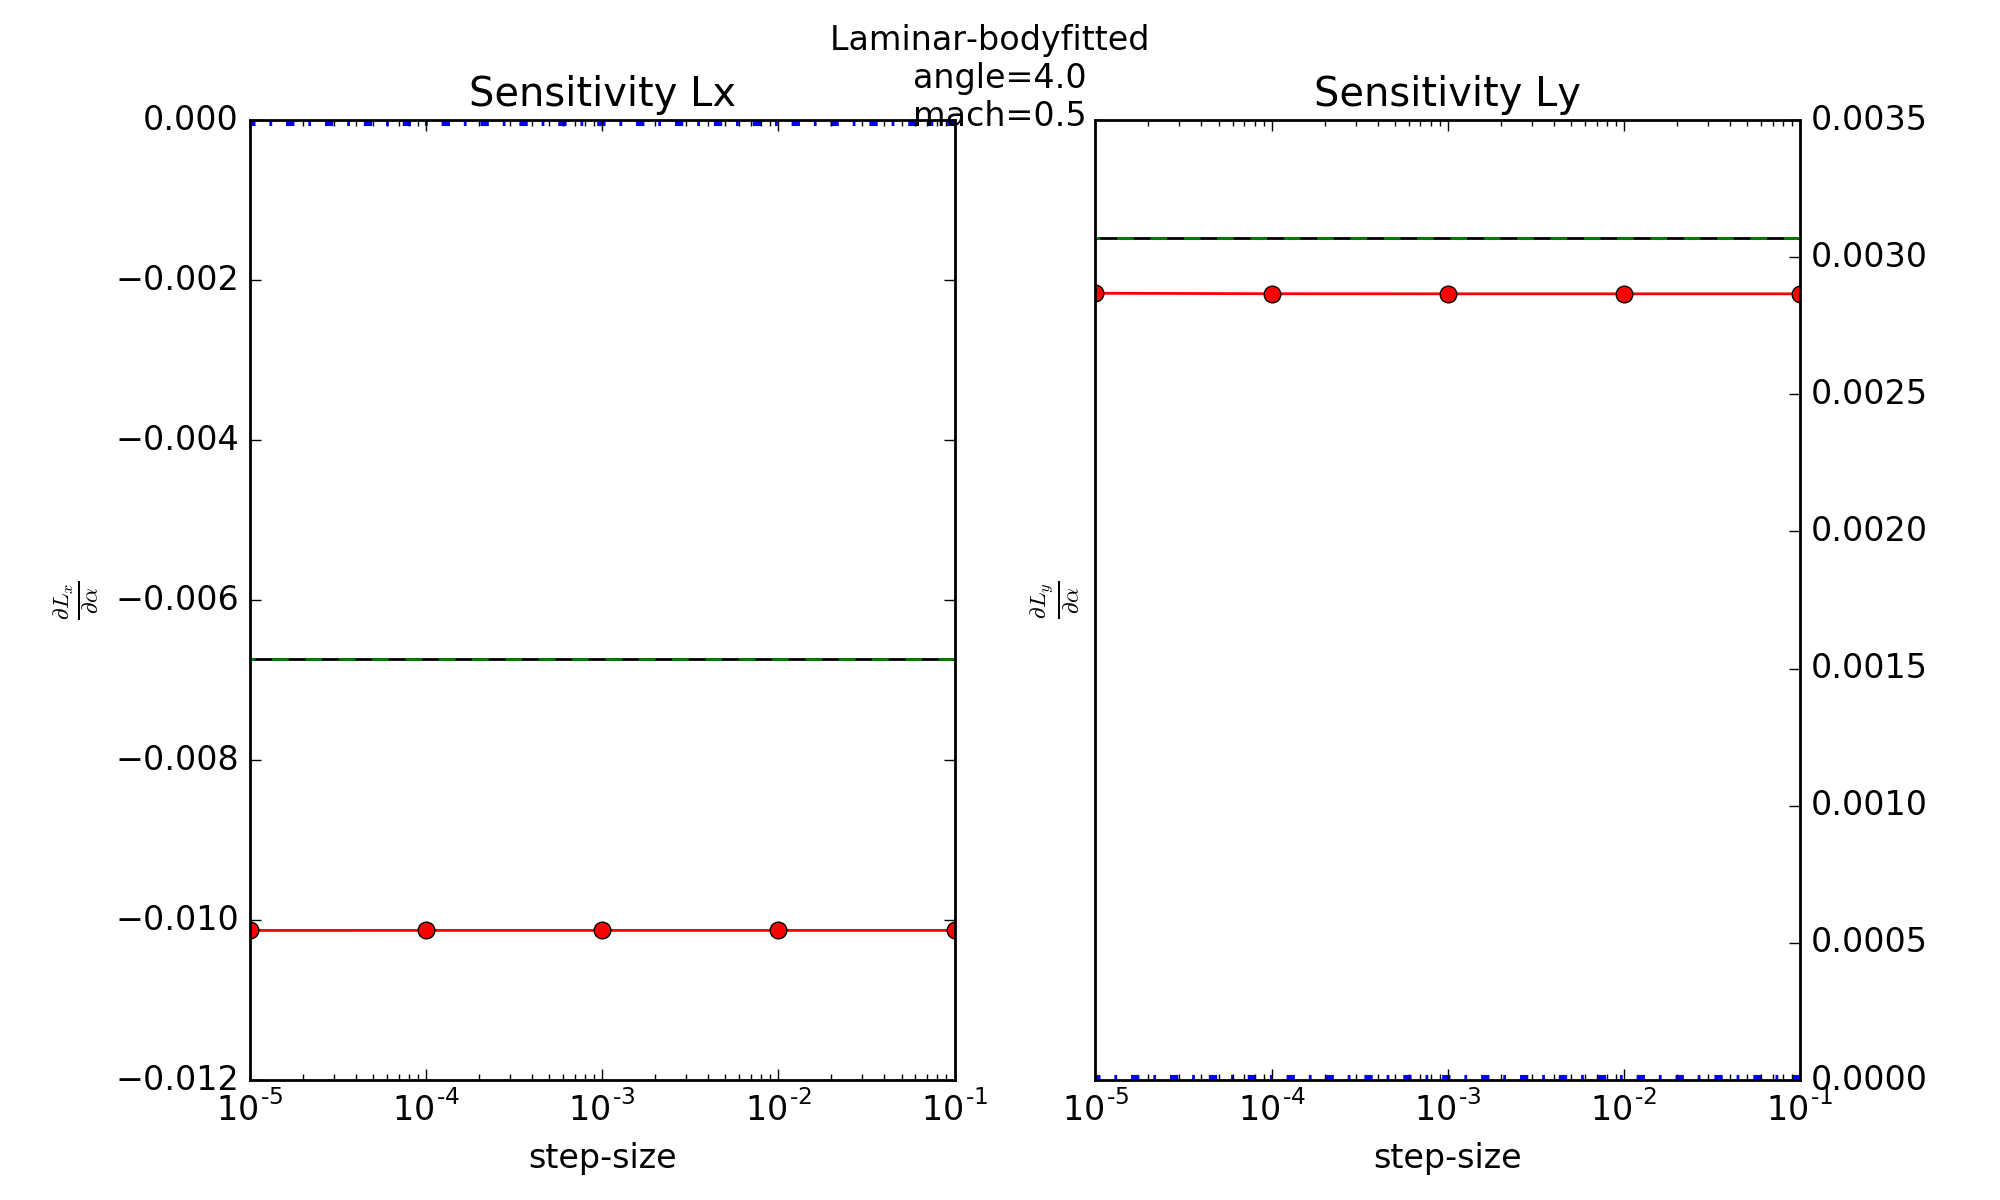 Laminar-bodyfitted
angle=4.0
mach=0.5
Sensitivity Lx
0.000
−0.002
−0.004
−0.006
−0.008
−0.010
−0.012
∂Lₓ/∂α
10⁻⁵ 10⁻⁴ 10⁻³ 10⁻² 10⁻¹
step-size
Sensitivity Ly
0.0035
0.0030
0.0025
0.0020
0.0015
0.0010
0.0005
0.0000
∂L_y/∂α
10⁻⁵ 10⁻⁴ 10⁻³ 10⁻² 10⁻¹
step-size